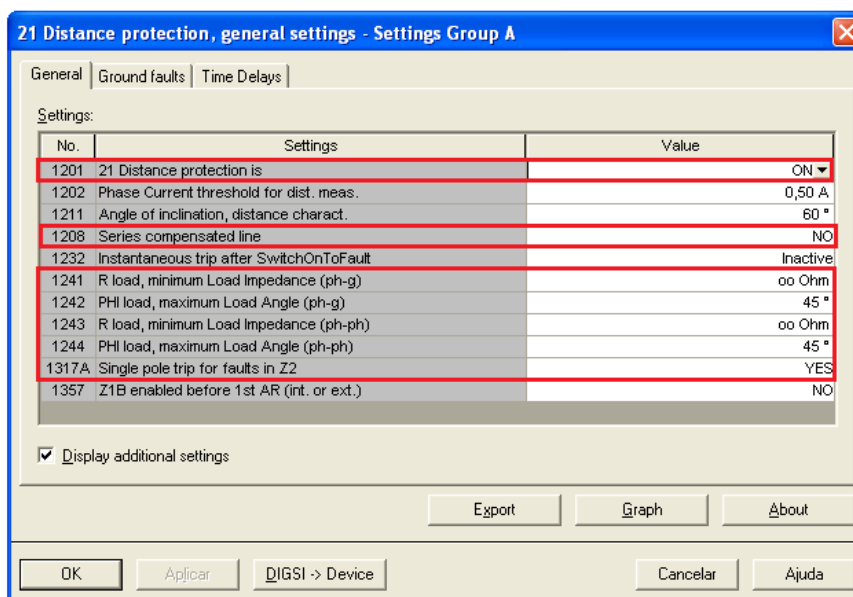 21 Distance protection, general settings - Settings Group A
General Ground faults Time Delays
Settings:
No. Settings Value
1201 21 Distance protection is ON
1202 Phase Current threshold for dist. meas. 0,50 A
1211 Angle of inclination, distance charact. 60 °
1208 Series compensated line NO
1232 Instantaneous trip after SwitchOnToFault Inactive
1241 R load, minimum Load Impedance (ph-g) oo Ohm
1242 PHI load, maximum Load Angle (ph-g) 45 °
1243 R load, minimum Load Impedance (ph-ph) oo Ohm
1244 PHI load, maximum Load Angle (ph-ph) 45 °
1317A Single pole trip for faults in Z2 YES
1357 Z1B enabled before 1st AR (int. or ext.) NO
Display additional settings
Export Graph About
OK Aplicar DIGSI -> Device Cancelar Ajuda